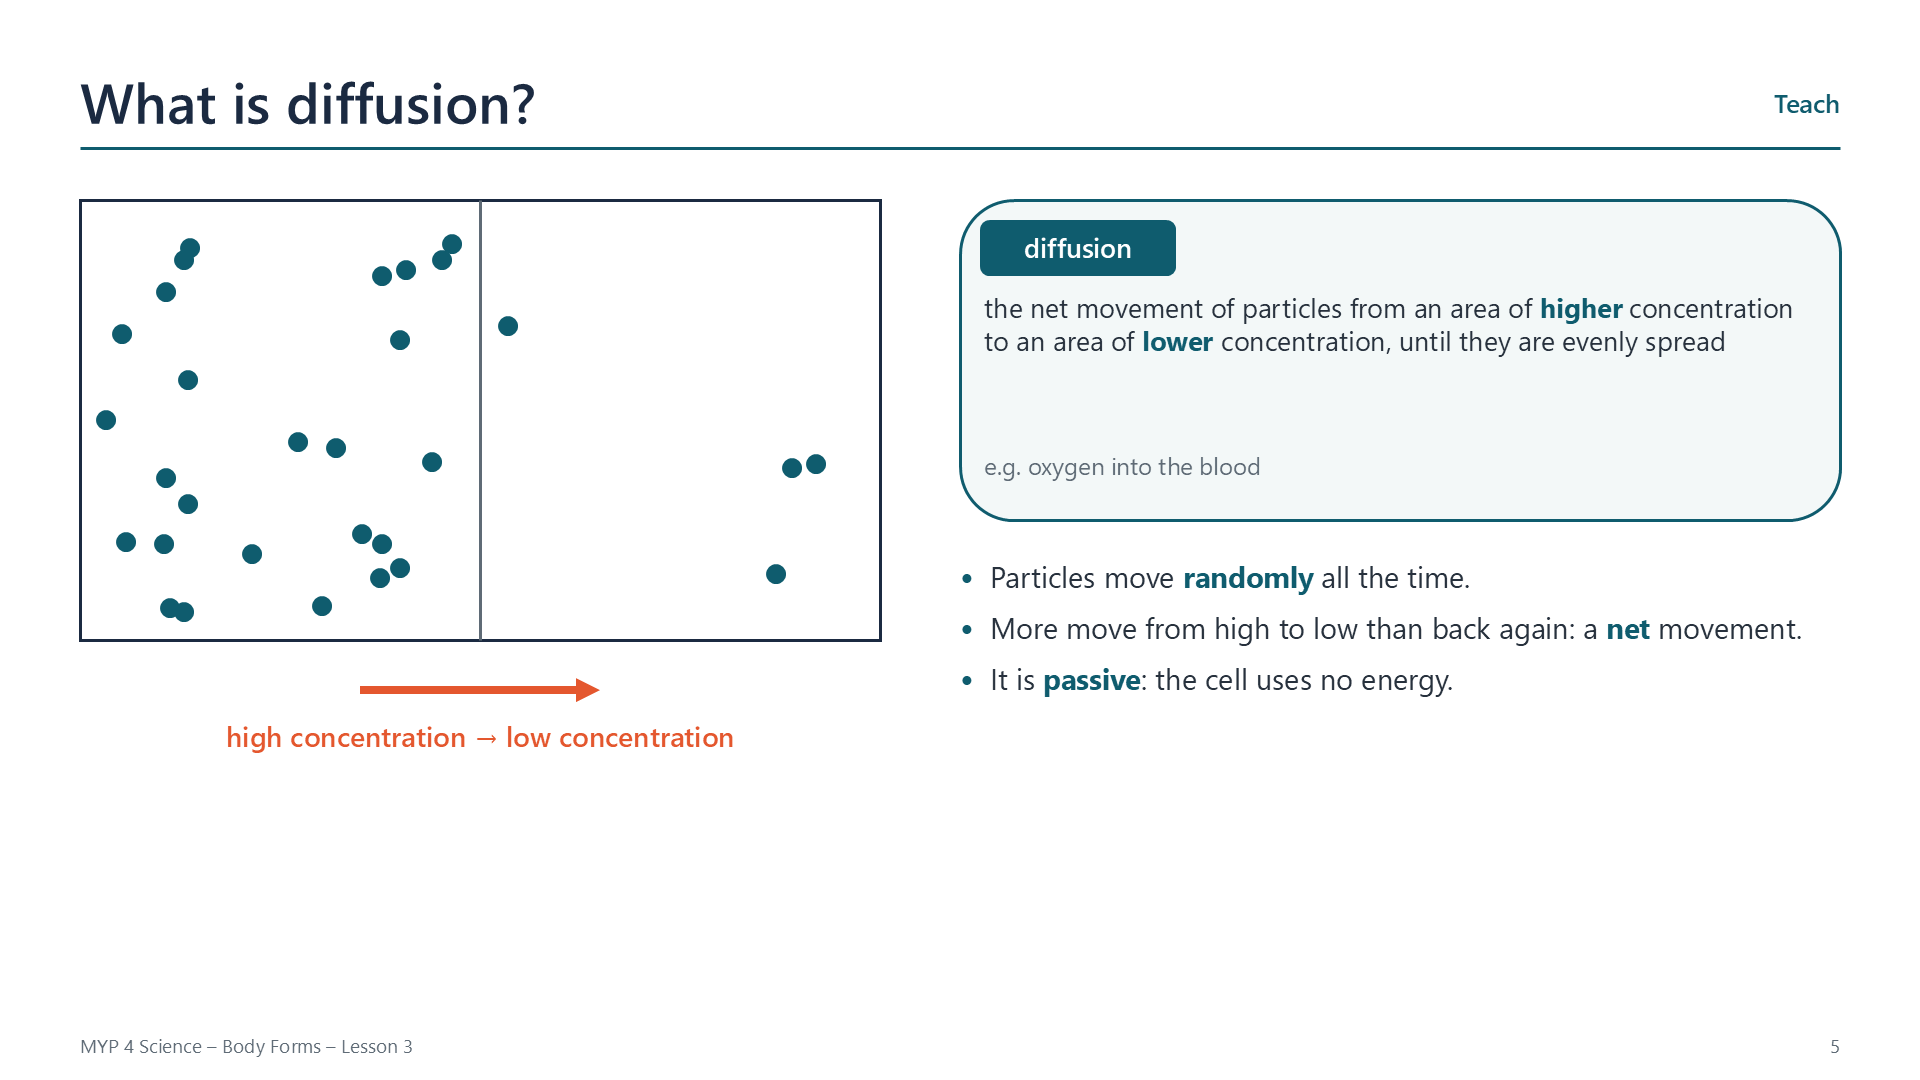 What is diffusion?
Teach
high concentration → low concentration
diffusion
the net movement of particles from an area of higher concentration
to an area of lower concentration, until they are evenly spread
e.g. oxygen into the blood
• Particles move randomly all the time.
• More move from high to low than back again: a net movement.
• It is passive: the cell uses no energy.
MYP 4 Science – Body Forms – Lesson 3
5